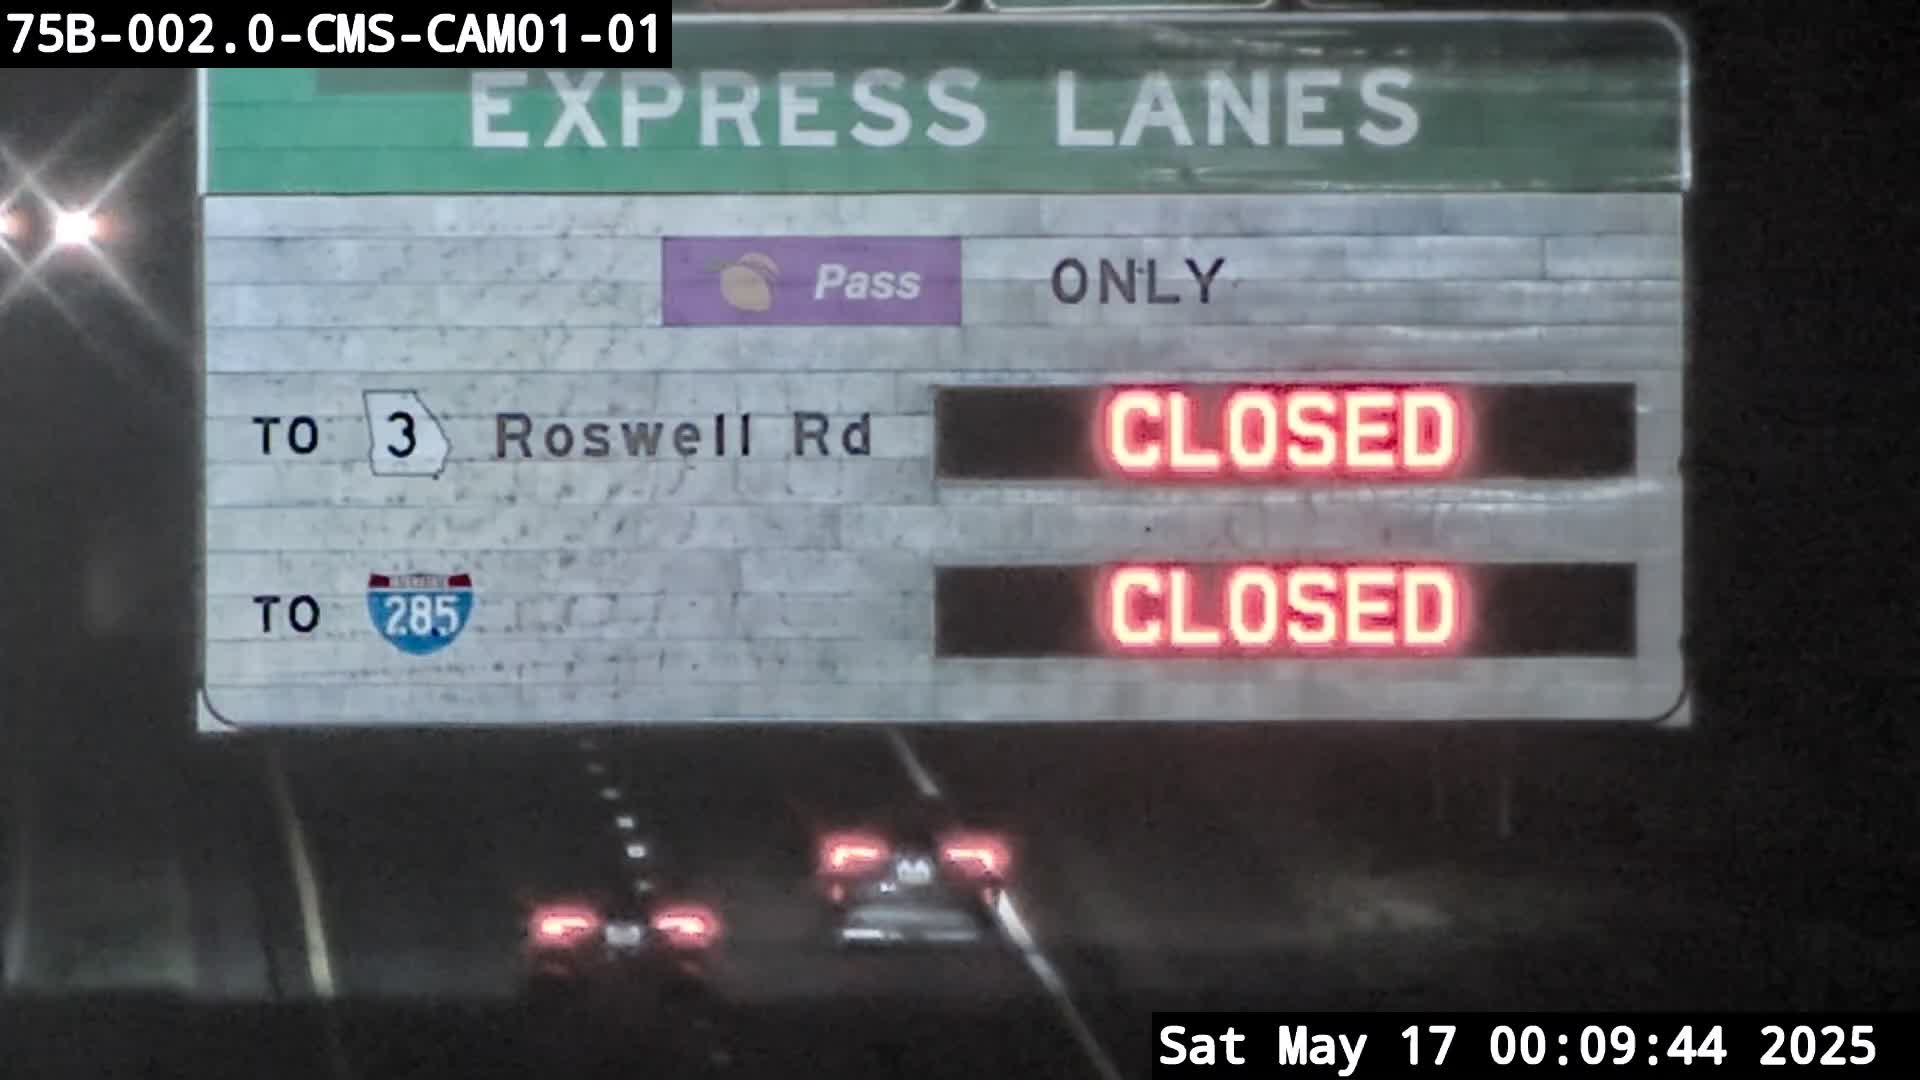 75B-002.0-CMS-CAM01-01
EXPRESS LANES
Pass ONLY
TO 3 Roswell Rd CLOSED
TO 285 CLOSED
Sat May 17 00:09:44 2025